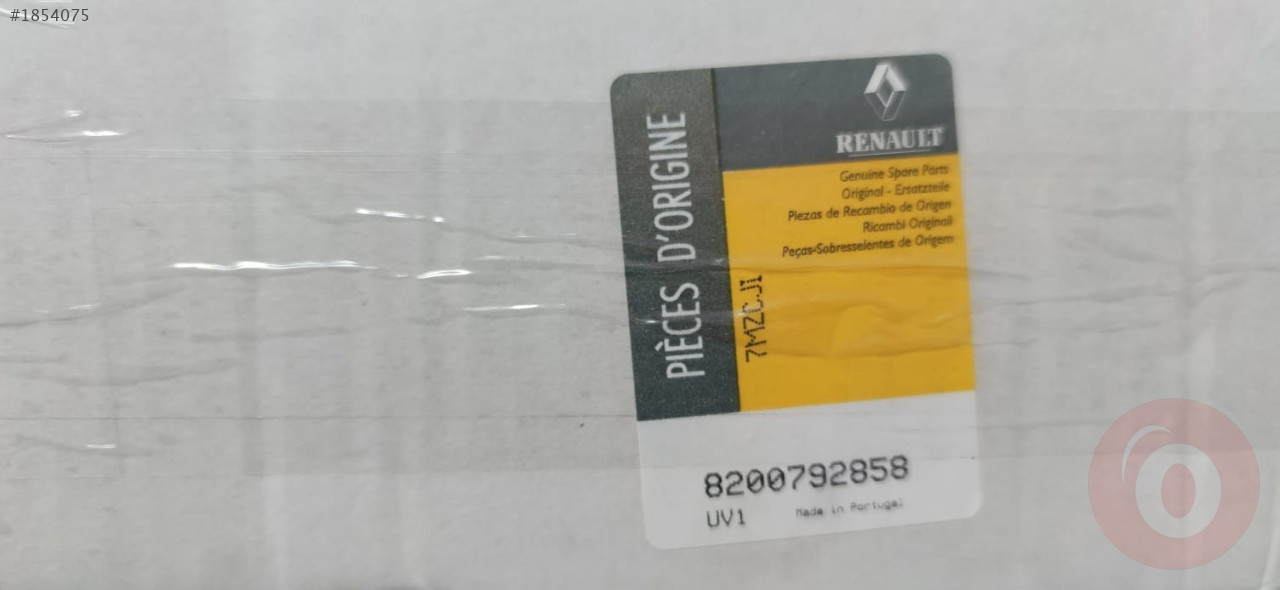 #1854075
PIÈCES D'ORIGINE
RENAULT
Genuine Spare Parts
Original - Ersatzteile
Piezas de Recambio de Origen
Ricambi Originali
Peças-Sobresselentes de Origem
7MZCJI
8200792858
UV1
Made in Portugal